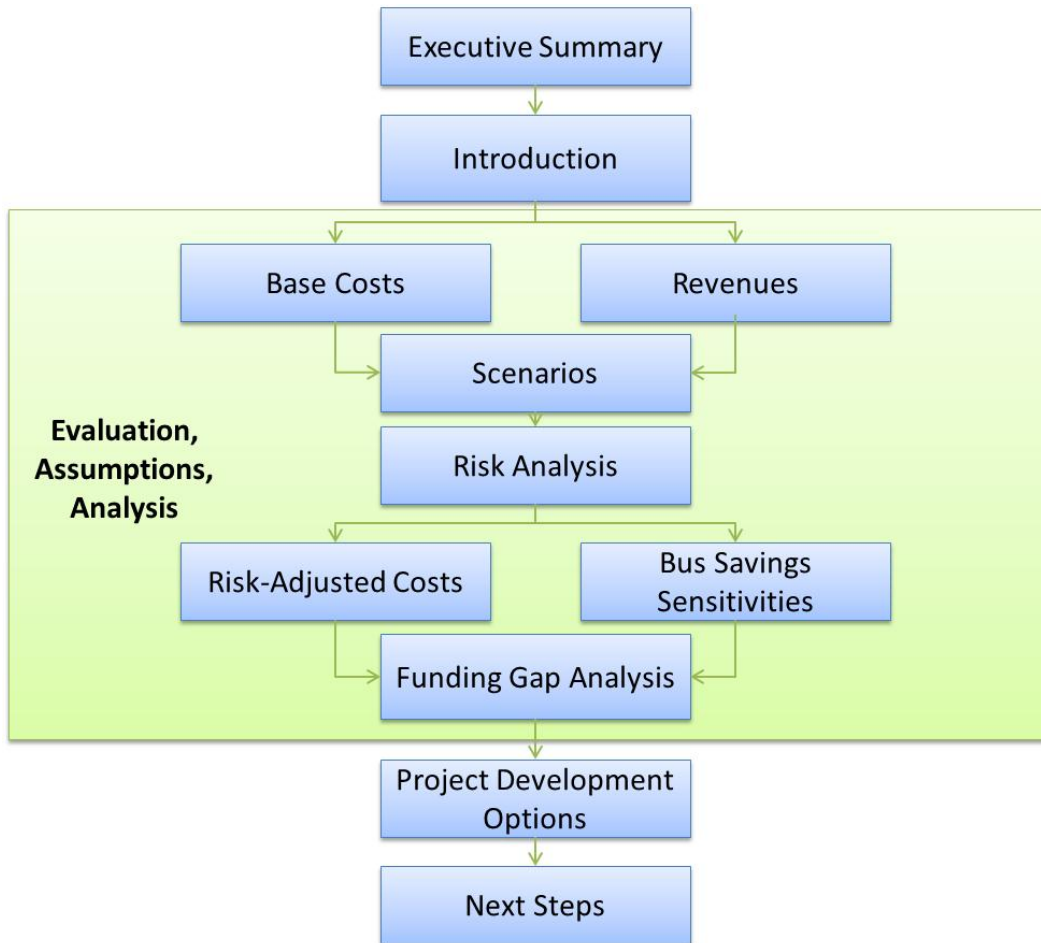 Executive Summary
Introduction
Base Costs
Revenues
Scenarios
Evaluation,
Assumptions,
Analysis
Risk Analysis
Risk-Adjusted Costs
Bus Savings
Sensitivities
Funding Gap Analysis
Project Development
Options
Next Steps